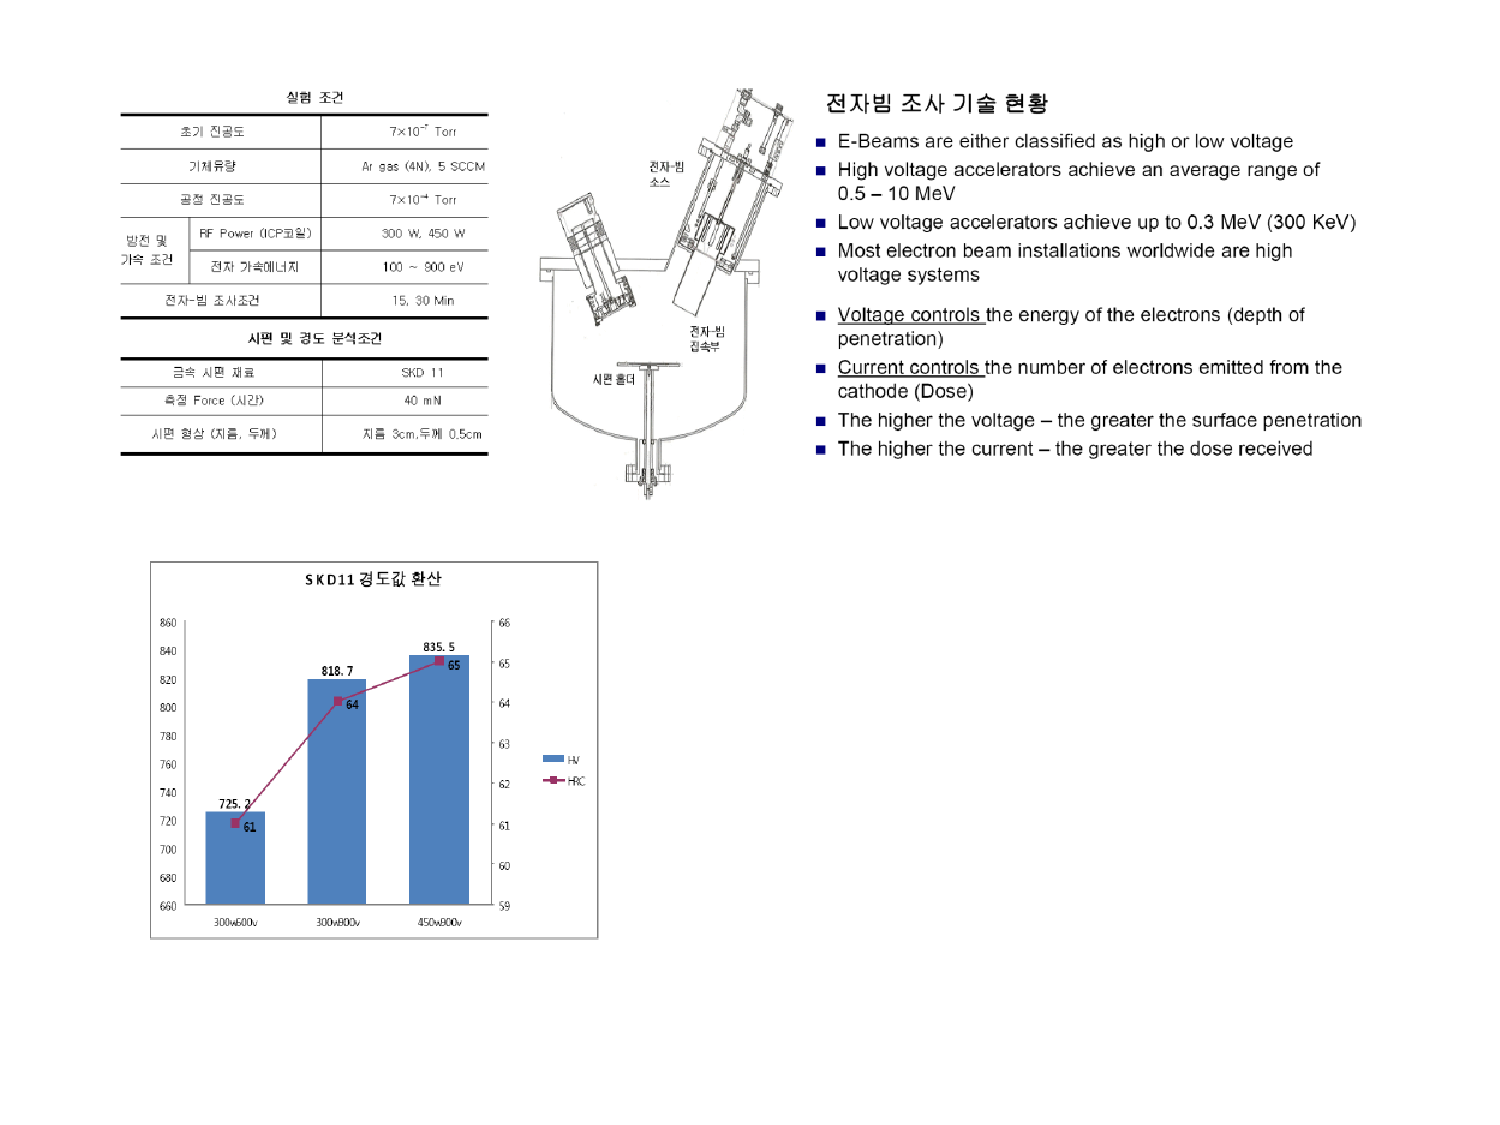 실험 조건
초기 진공도 Torr
기체유량 Ar gas (4N), 5 SCCM
공정 진공도 7×10⁻⁴ Torr
방전 및
가속 조건
RF Power (ICP코일) 300 W, 450 W
전자 가속에너지 100 ~ 900 eV
전자-빔 조사조건 15, 30 Min
시편 및 경도 분석조건
금속 시편 재료 SKD 11
측정 Force (시간) 40 mN
시편 형상 (지름, 두께) 지름 3cm,두께 0.5cm
전자-빔
소스
전자-빔
집속부
시편 홀더
전자빔 조사 기술 현황
E-Beams are either classified as high or low voltage
High voltage accelerators achieve an average range of
0.5 – 10 MeV
Low voltage accelerators achieve up to 0.3 MeV (300 KeV)
Most electron beam installations worldwide are high
voltage systems
Voltage controls the energy of the electrons (depth of
penetration)
Current controls the number of electrons emitted from the
cathode (Dose)
The higher the voltage – the greater the surface penetration
The higher the current – the greater the dose received
SKD11 경도값 환산
860
840
820
800
780
760
740
720
700
680
660
725.2
818.7
835.5
61
64
65
66
65
64
63
62
61
60
59
HV
HRC
300w600v 300w800v 450w800v